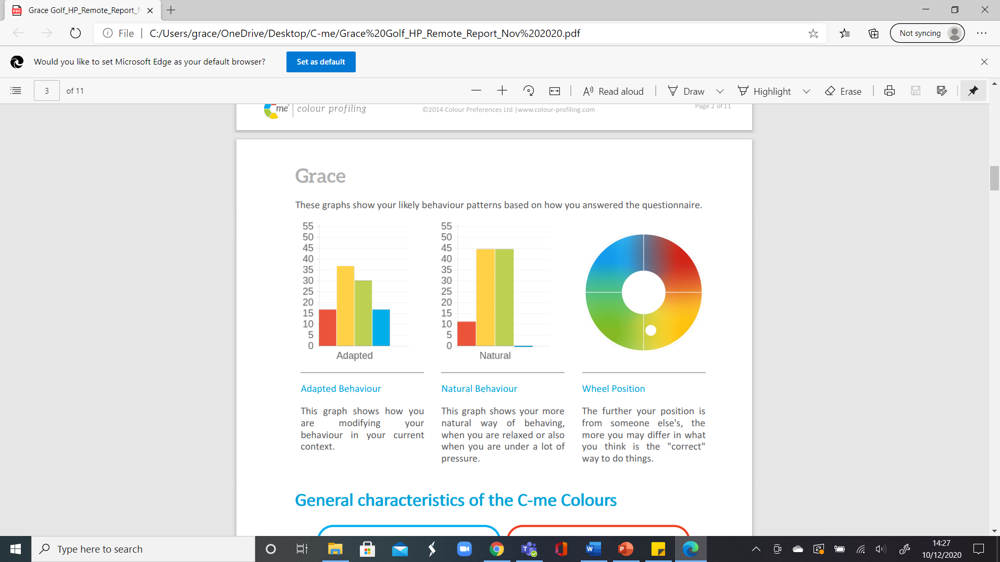 Grace Golf_HP_Remote_Report_N
File
C:/Users/grace/OneDrive/Desktop/C-me/Grace%20Golf_HP_Remote_Report_Nov%202020.pdf
Not syncing
Would you like to set Microsoft Edge as your default browser?
Set as default
3 of 11
Read aloud
Draw
Highlight
Erase
me colour profiling
©2014 Colour Preferences Ltd |www.colour-profiling.com
Page 2 of 11
Grace
These graphs show your likely behaviour patterns based on how you answered the questionnaire.
55
50
45
40
35
30
25
20
15
10
5
0
Adapted
55
50
45
40
35
30
25
20
15
10
5
0
Natural
Adapted Behaviour
This graph shows how you
are modifying your
behaviour in your current
context.
Natural Behaviour
This graph shows your more
natural way of behaving,
when you are relaxed or also
when you are under a lot of
pressure.
Wheel Position
The further your position is
from someone else's, the
more you may differ in what
you think is the "correct"
way to do things.
General characteristics of the C-me Colours
Type here to search
14:27
10/12/2020